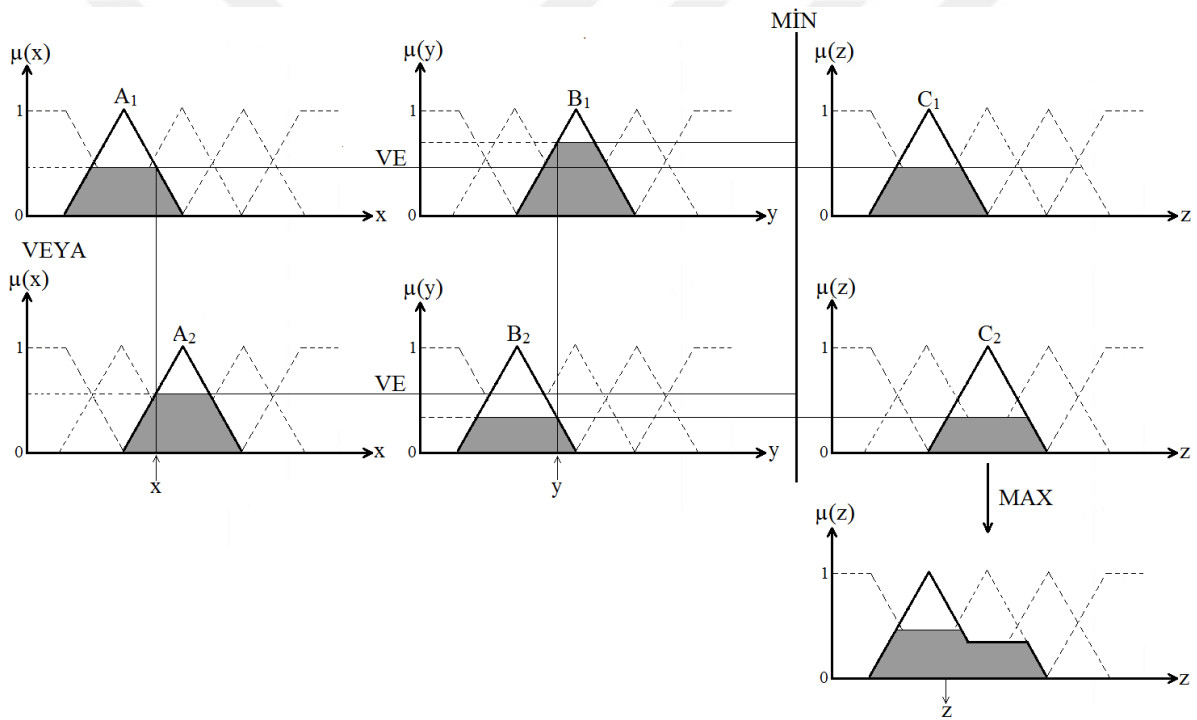 MİN
µ(x)
µ(y)
µ(z)
A₁
B₁
C₁
1
1
1
VE
0
0
0
x
y
z
VEYA
µ(x)
µ(y)
µ(z)
A₂
B₂
C₂
1
1
1
VE
0
0
0
x
y
z
x
y
MAX
µ(z)
1
0
z
z